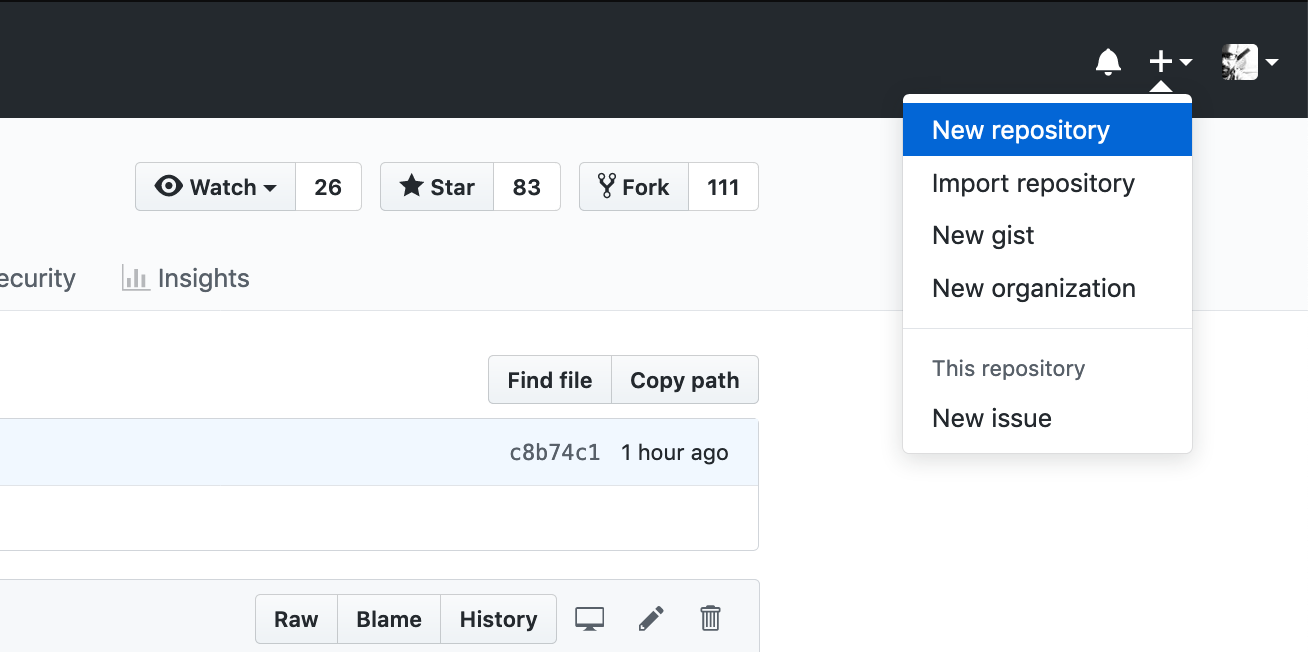 New repository
Watch 26 Star 83 Fork 111
Import repository
New gist
ecurity Insights
New organization
This repository
Find file Copy path
New issue
c8b74c1 1 hour ago
Raw Blame History